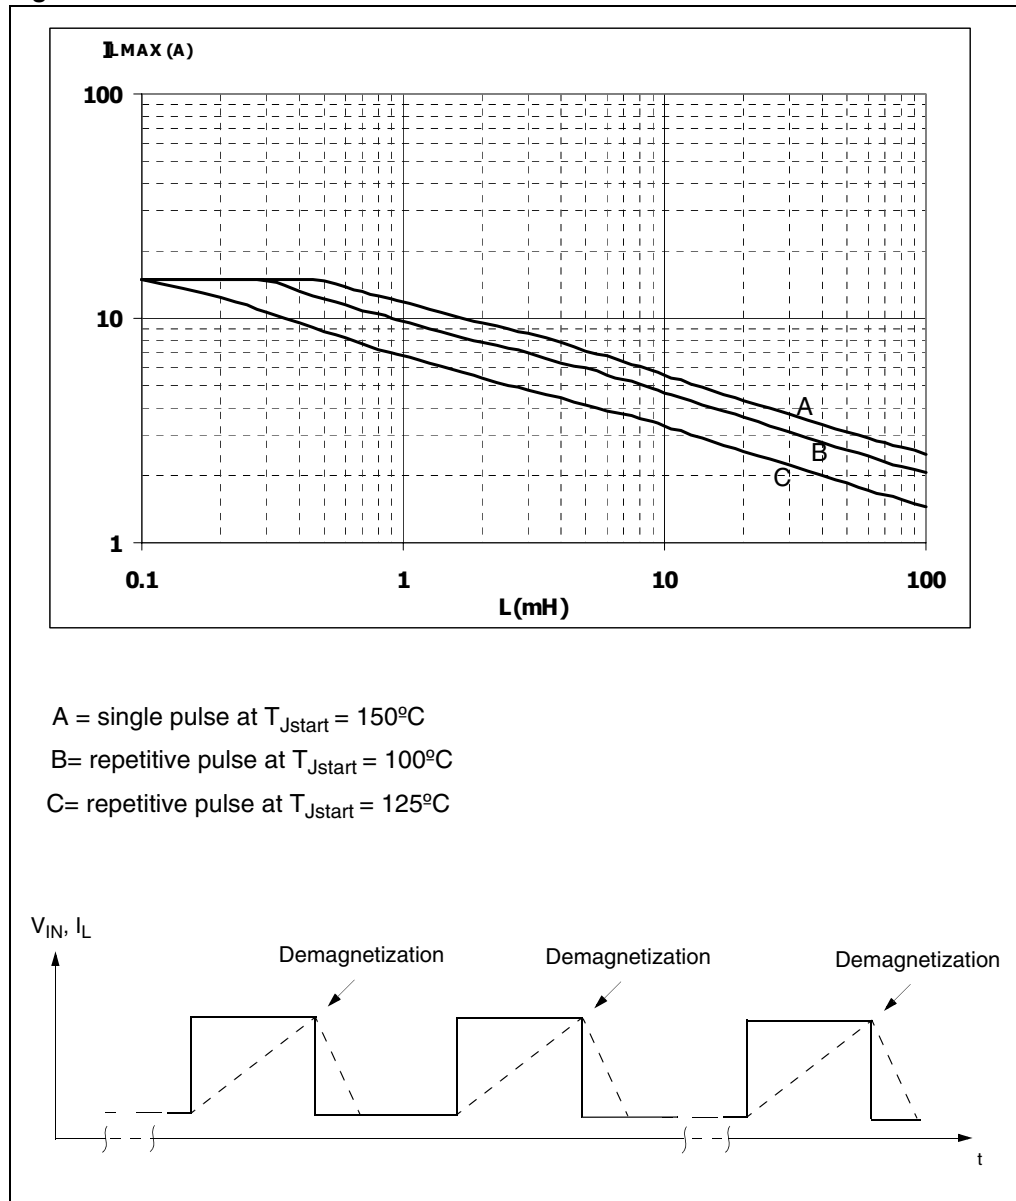 ILMAX (A)
100
10
1
A
B
C
0.1 1 10 100
L(mH)
A = single pulse at TJstart = 150ºC
B= repetitive pulse at TJstart = 100ºC
C= repetitive pulse at TJstart = 125ºC
VIN, IL
Demagnetization Demagnetization Demagnetization
t